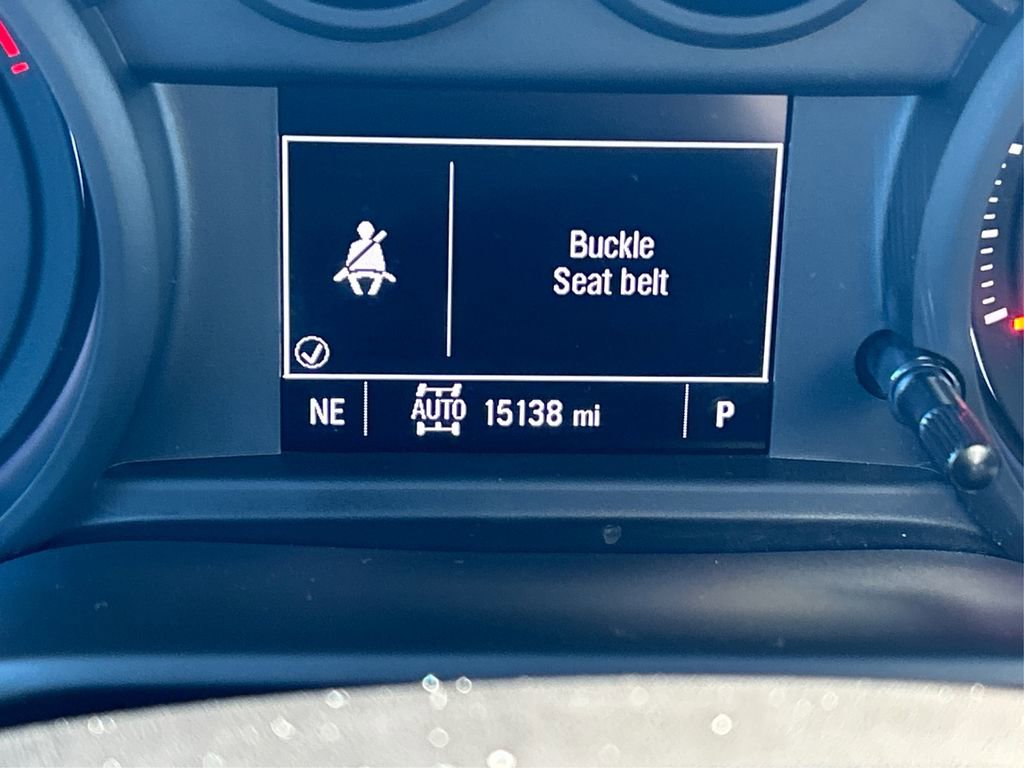 Buckle
Seat belt
NE AUTO 15138 mi P